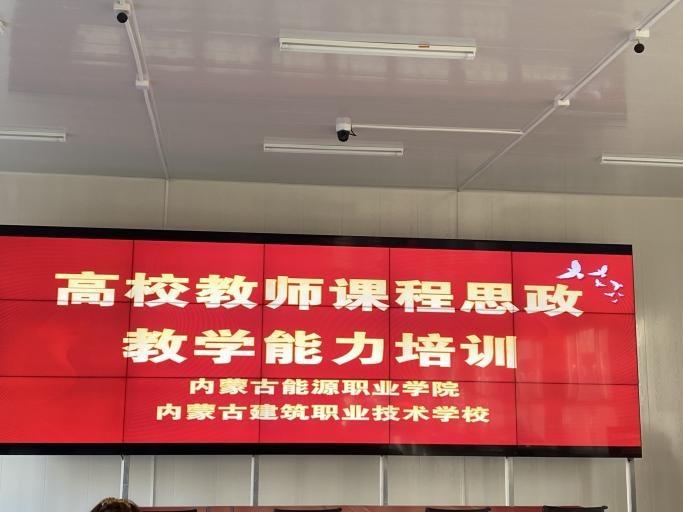 高校教师课程思政
教学能力培训
内蒙古能源职业学院
内蒙古建筑职业技术学校